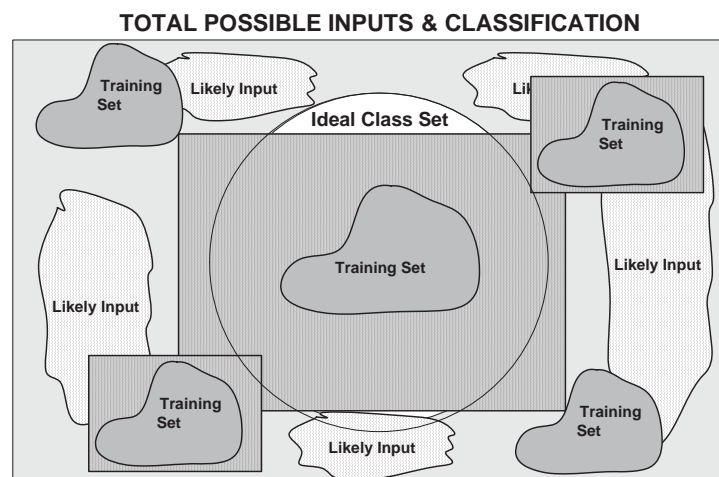 TOTAL POSSIBLE INPUTS & CLASSIFICATION
Training
Set
Likely Input
Ideal Class Set
Training
Set
Training Set
Likely Input
Likely Input
Training
Set
Likely Input
Training
Set